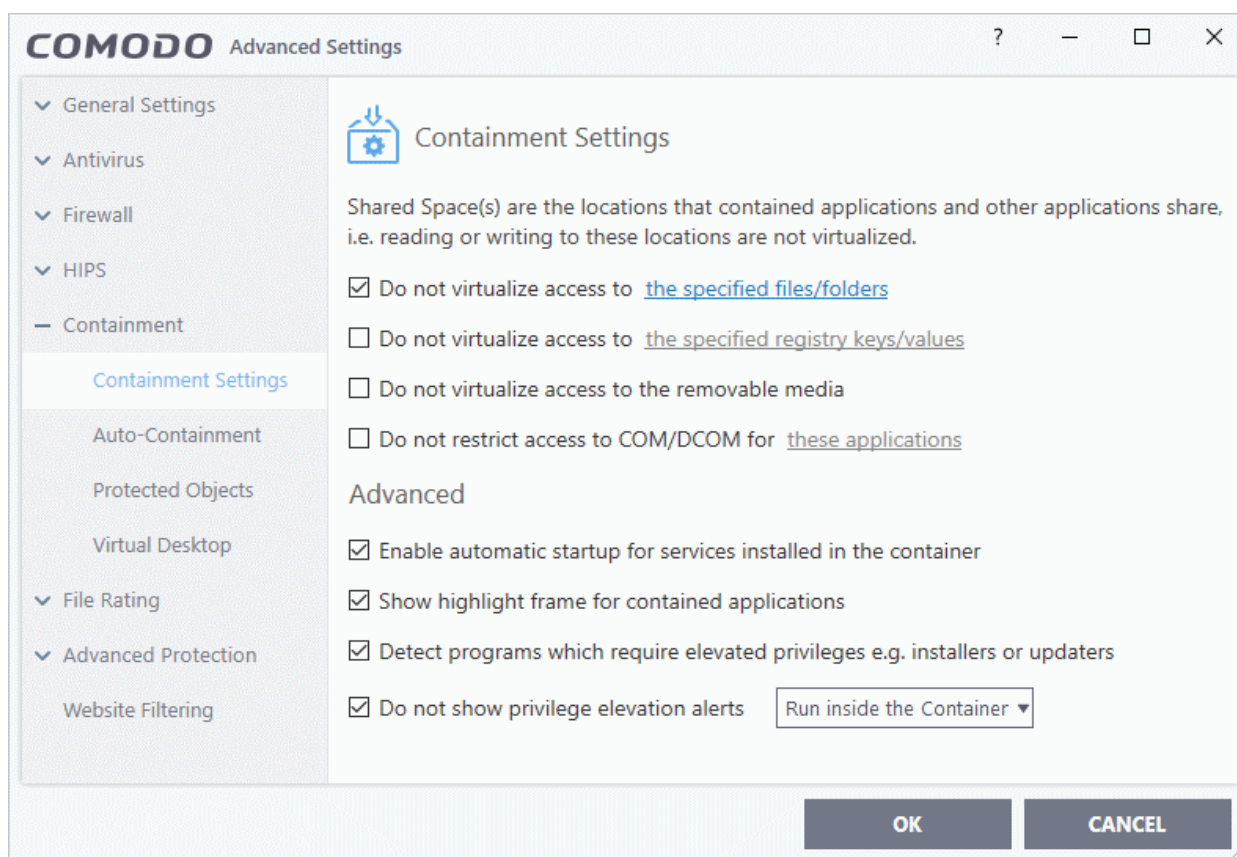 COMODO Advanced Settings ?
General Settings
Antivirus
Firewall
HIPS
Containment
Containment Settings
Auto-Containment
Protected Objects
Virtual Desktop
File Rating
Advanced Protection
Website Filtering
Containment Settings
Shared Space(s) are the locations that contained applications and other applications share,
i.e. reading or writing to these locations are not virtualized.
Do not virtualize access to the specified files/folders
Do not virtualize access to the specified registry keys/values
Do not virtualize access to the removable media
Do not restrict access to COM/DCOM for these applications
Advanced
Enable automatic startup for services installed in the container
Show highlight frame for contained applications
Detect programs which require elevated privileges e.g. installers or updaters
Do not show privilege elevation alerts Run inside the Container
OK CANCEL